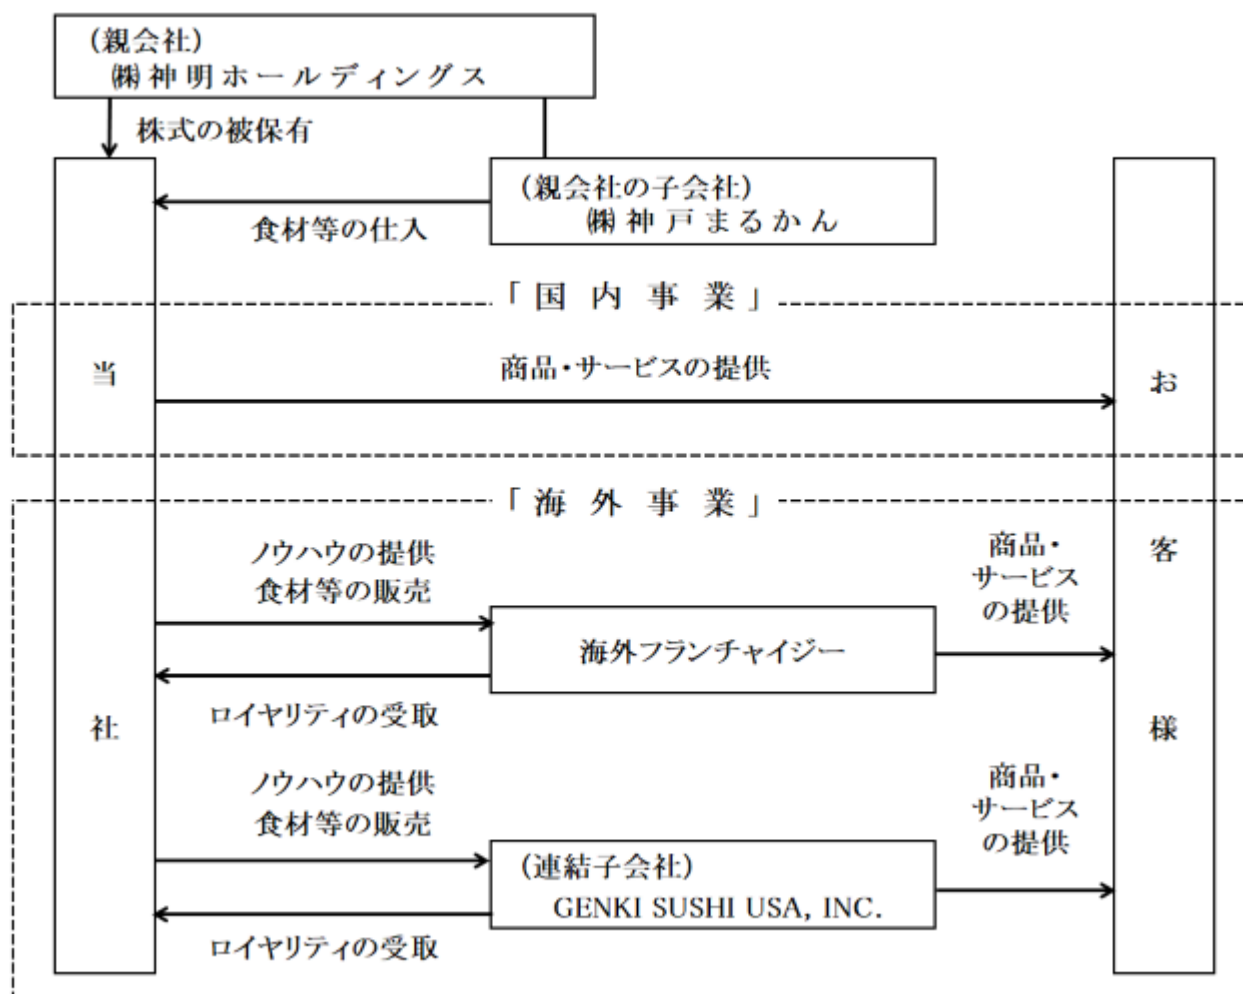 (親会社)
㈱神明ホールディングス
株式の被保有
(親会社の子会社)
㈱神戸まるかん
食材等の仕入
「国内事業」
商品・サービスの提供
「海外事業」
ノウハウの提供
食材等の販売
海外フランチャイジー
ロイヤリティの受取
商品・
サービス
の提供
ノウハウの提供
食材等の販売
(連結子会社)
GENKI SUSHI USA, INC.
ロイヤリティの受取
商品・
サービス
の提供
当社
お客様